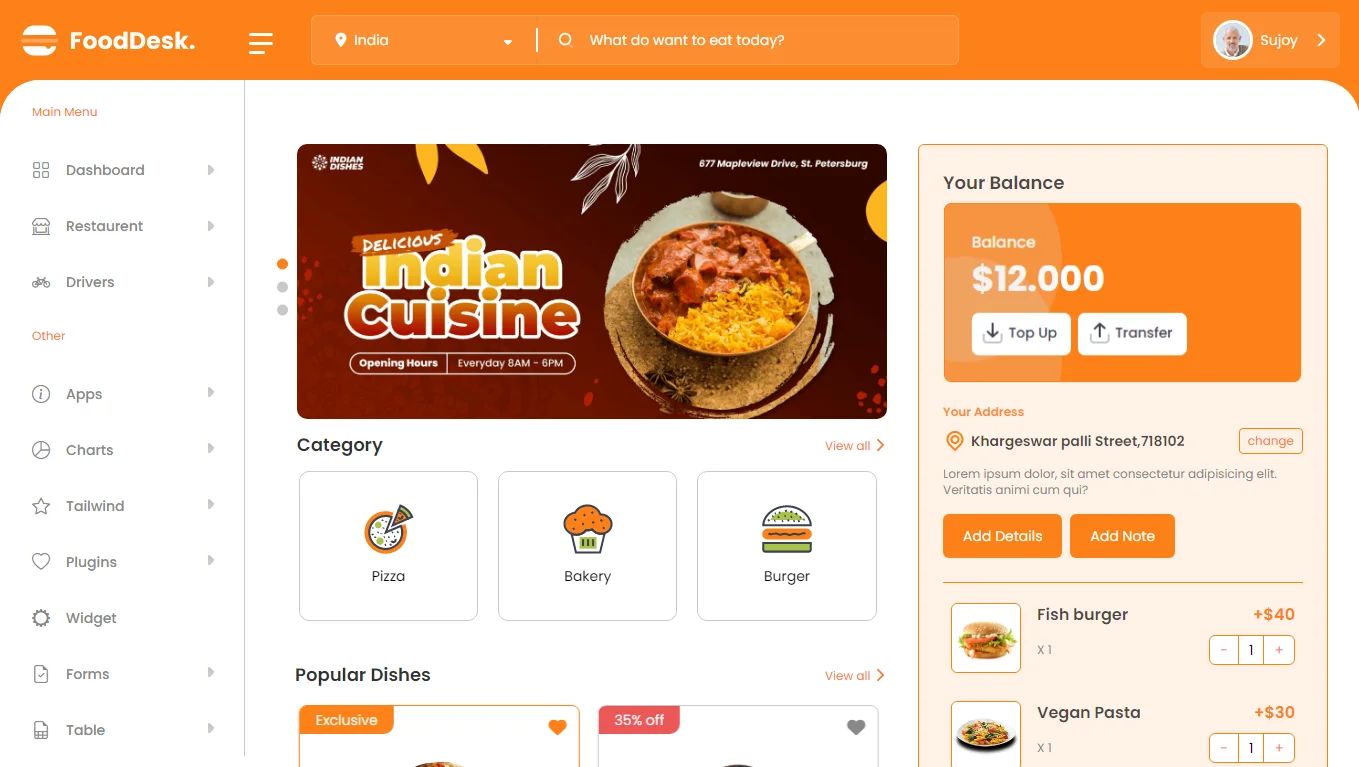 FoodDesk.
India
What do want to eat today?
Sujoy
Main Menu
Dashboard
Restaurent
Drivers
Other
Apps
Charts
Tailwind
Plugins
Widget
Forms
Table
INDIAN
DISHES
677 Mapleview Drive, St. Petersburg
DELICIOUS
Indian
Cuisine
Opening Hours
Everyday 8AM - 6PM
Category
View all
Pizza
Bakery
Burger
Popular Dishes
View all
Exclusive
35% off
Your Balance
Balance
$12.000
Top Up
Transfer
Your Address
Khargeswar palli Street,718102
change
Lorem ipsum dolor, sit amet consectetur adipisicing elit.
Veritatis animi cum qui?
Add Details
Add Note
Fish burger
+$40
X 1
- 1 +
Vegan Pasta
+$30
X 1
- 1 +